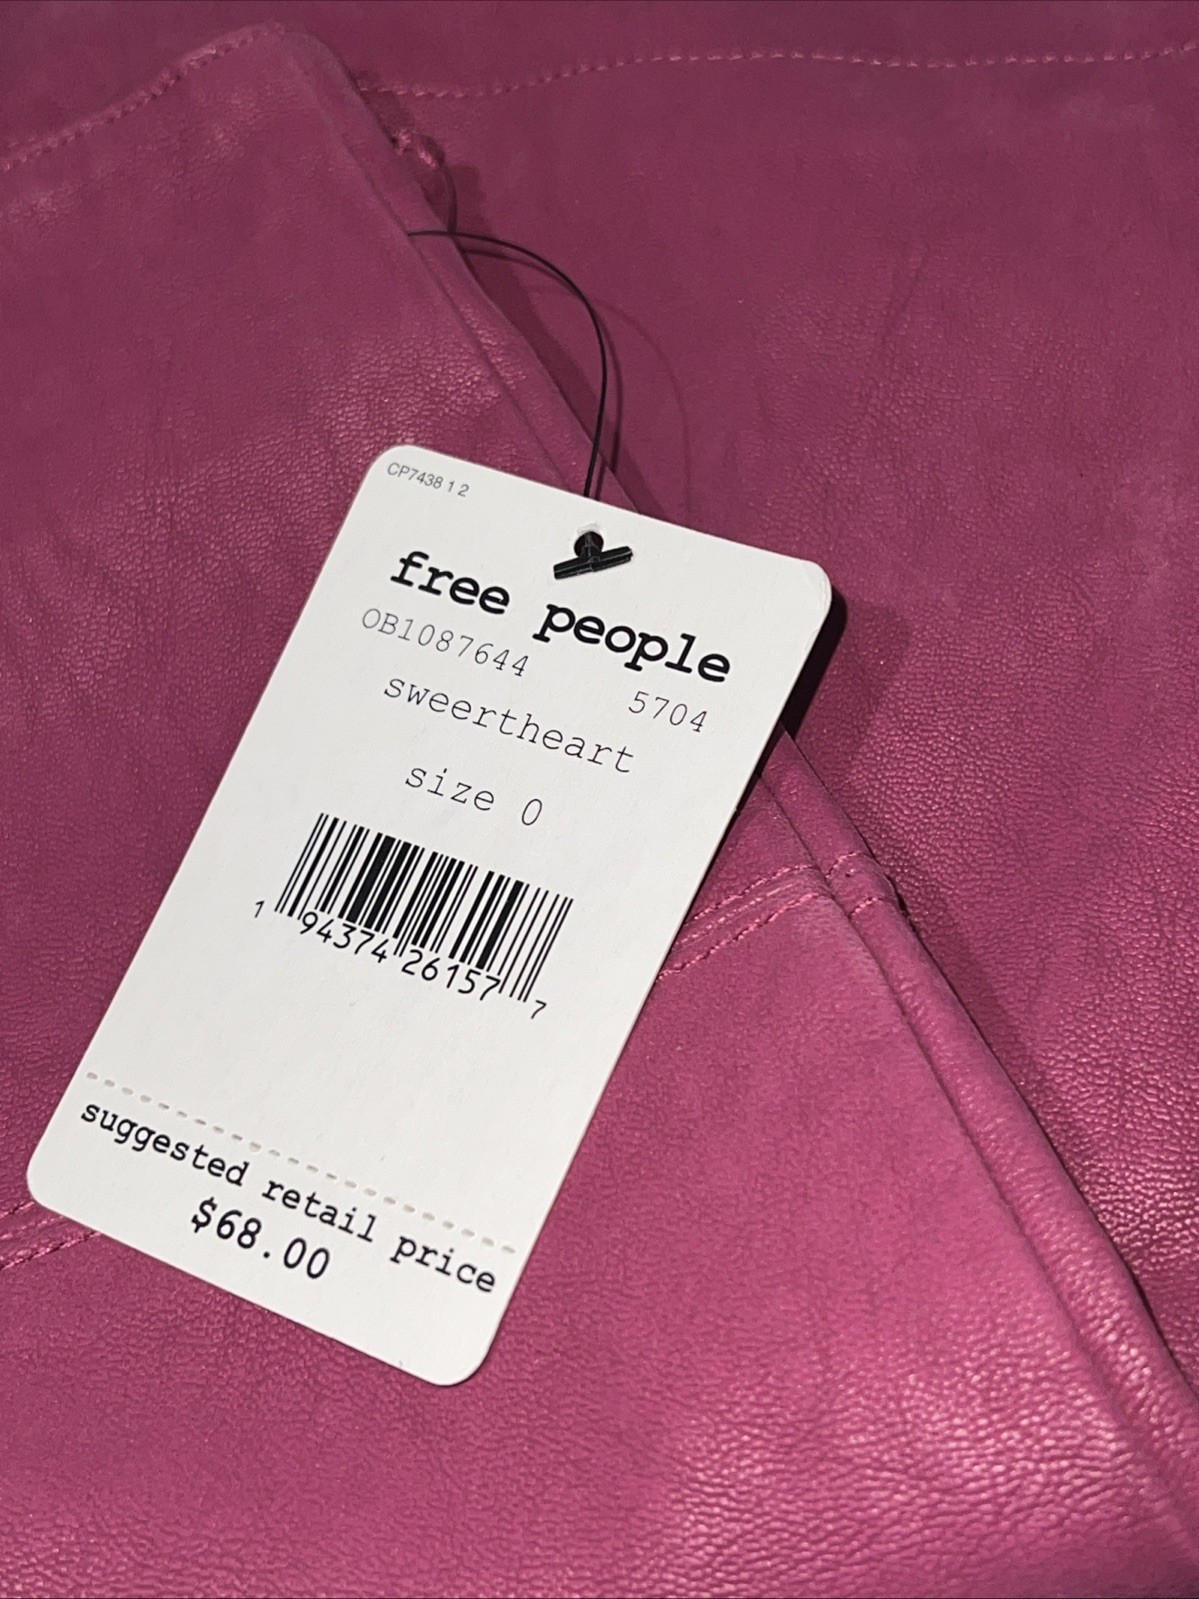 CP7438 1 2
free people
OB1087644 5704
sweertheart
size 0
1 94374 26157 7
suggested retail price
$68.00